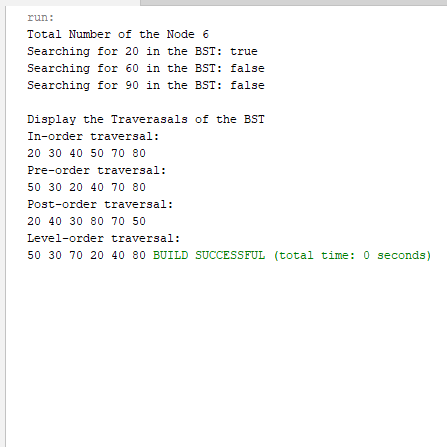 run:
Total Number of the Node 6
Searching for 20 in the BST: true
Searching for 60 in the BST: false
Searching for 90 in the BST: false
Display the Traverasals of the BST
In-order traversal:
20 30 40 50 70 80
Pre-order traversal:
50 30 20 40 70 80
Post-order traversal:
20 40 30 80 70 50
Level-order traversal:
50 30 70 20 40 80 BUILD SUCCESSFUL (total time: 0 seconds)